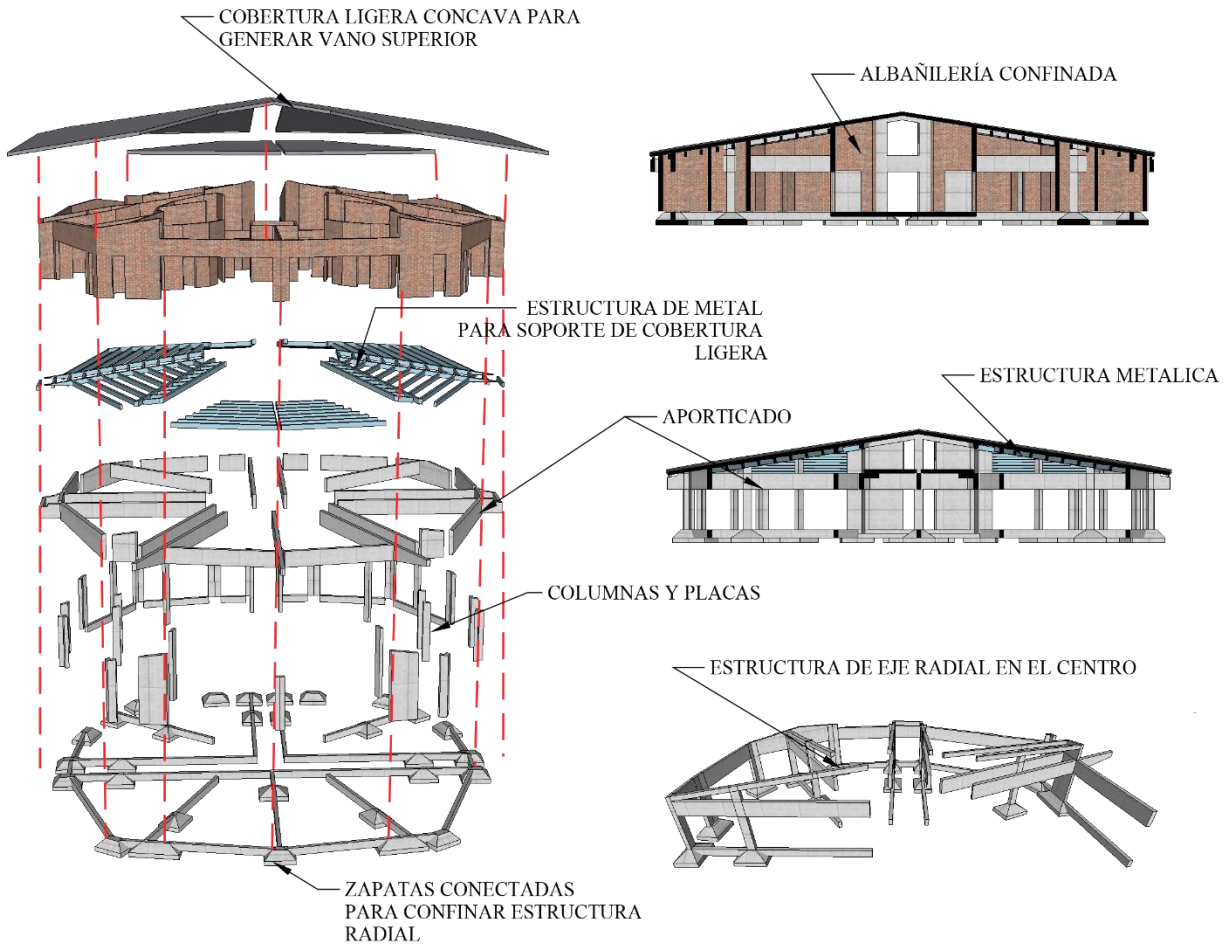 COBERTURA LIGERA CONCAVA PARA
GENERAR VANO SUPERIOR
ALBAÑILERÍA CONFINADA
ESTRUCTURA DE METAL
PARA SOPORTE DE COBERTURA
LIGERA
ESTRUCTURA METALICA
APORTICADO
COLUMNAS Y PLACAS
ESTRUCTURA DE EJE RADIAL EN EL CENTRO
ZAPATAS CONECTADAS
PARA CONFINAR ESTRUCTURA
RADIAL